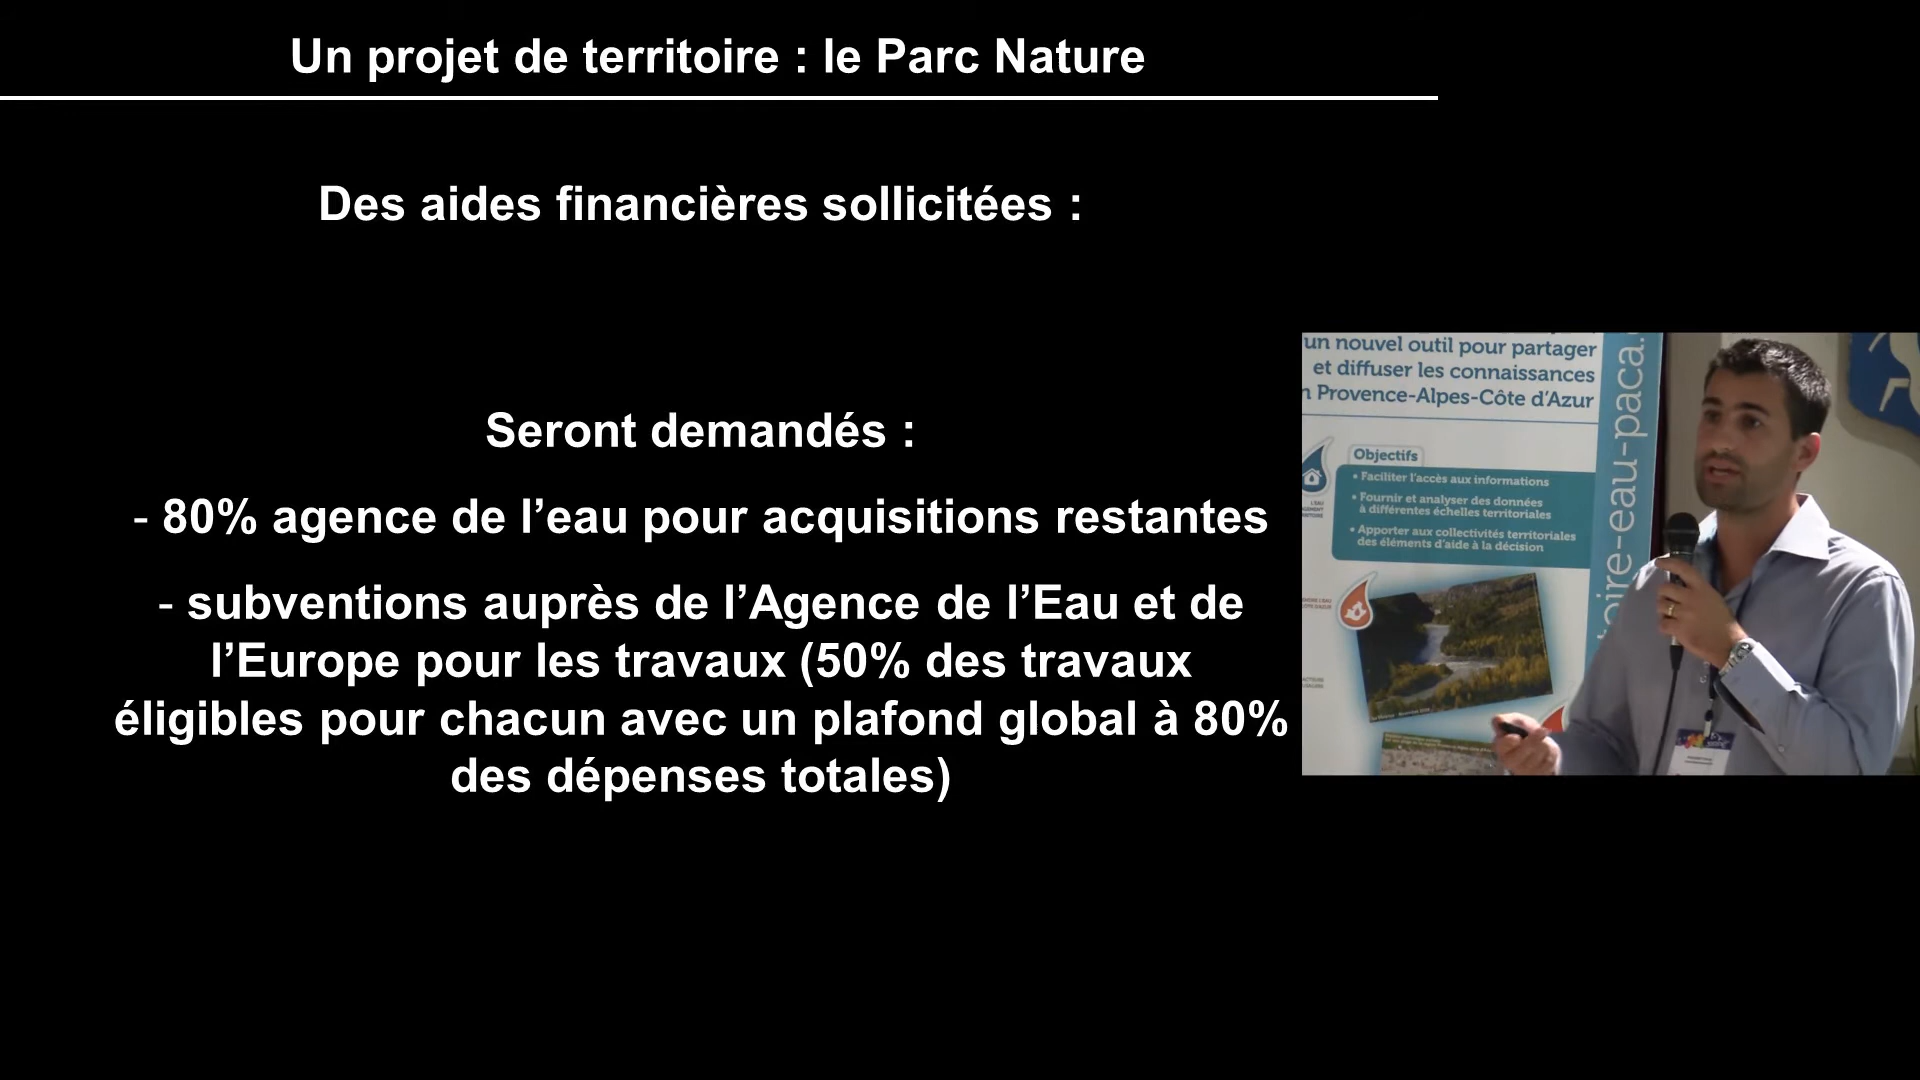 Un projet de territoire : le Parc Nature
Des aides financières sollicitées :
Seront demandés :
- 80% agence de l’eau pour acquisitions restantes
- subventions auprès de l’Agence de l’Eau et de
l’Europe pour les travaux (50% des travaux
éligibles pour chacun avec un plafond global à 80%
des dépenses totales)
un nouvel outil pour partager
et diffuser les connaissances
Provence-Alpes-Côte d’Azur
oire-eau-paca.
Objectifs
• Faciliter l’accès aux informations
• Fournir et analyser des données
à différentes échelles territoriales
• Apporter aux collectivités territoriales
des éléments d’aide à la décision